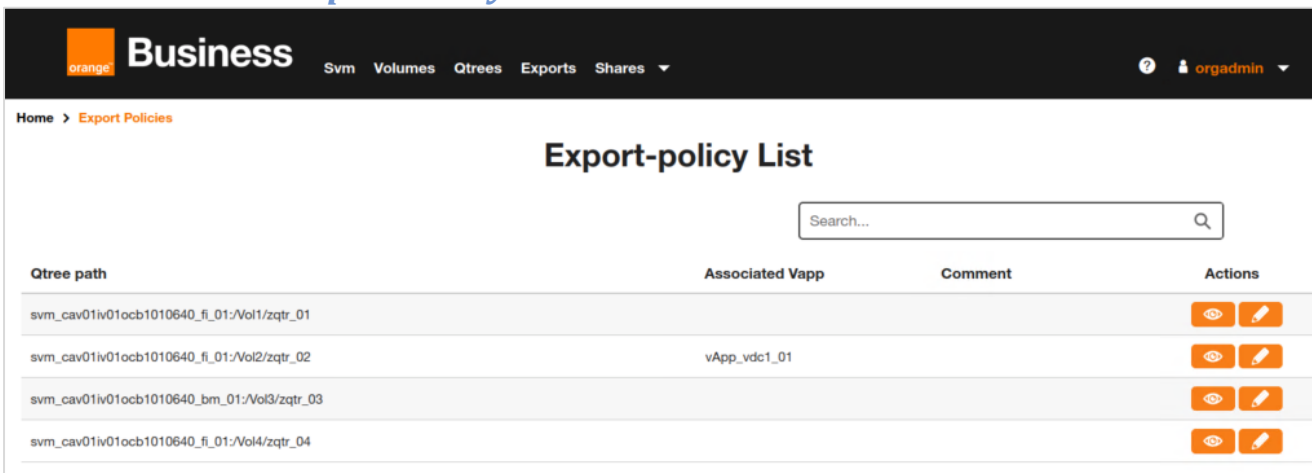 orange
Business
Svm Volumes Qtrees Exports Shares
? orgadmin
Home > Export Policies
Export-policy List
Search...
Qtree path Associated Vapp Comment Actions
svm_cav01iv01ocb1010640_fi_01:/Vol1/zqtr_01
svm_cav01iv01ocb1010640_fi_01:/Vol2/zqtr_02 vApp_vdc1_01
svm_cav01iv01ocb1010640_bm_01:/Vol3/zqtr_03
svm_cav01iv01ocb1010640_fi_01:/Vol4/zqtr_04